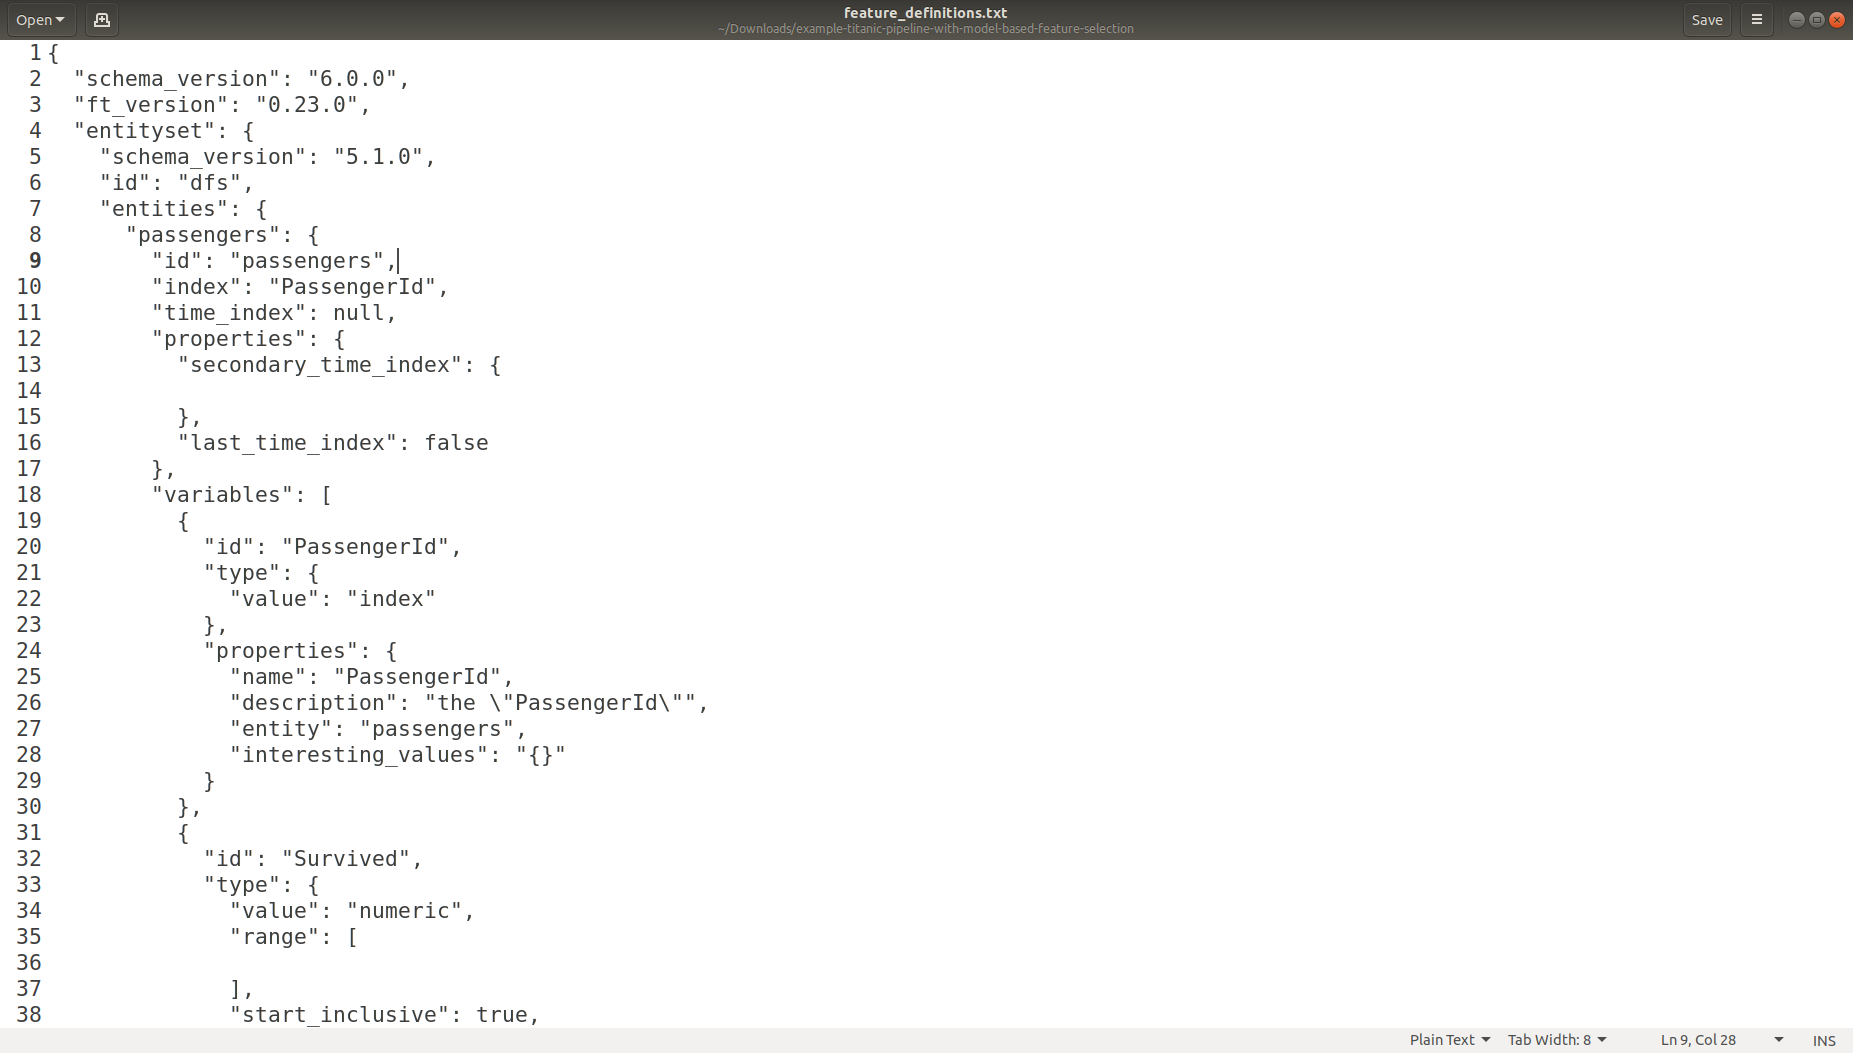 Open
feature_definitions.txt
~/Downloads/example-titanic-pipeline-with-model-based-feature-selection
Save
1 {
2   "schema_version": "6.0.0",
3   "ft_version": "0.23.0",
4   "entityset": {
5     "schema_version": "5.1.0",
6     "id": "dfs",
7     "entities": {
8       "passengers": {
9         "id": "passengers",
10         "index": "PassengerId",
11         "time_index": null,
12         "properties": {
13           "secondary_time_index": {
14
15           },
16           "last_time_index": false
17         },
18         "variables": [
19           {
20             "id": "PassengerId",
21             "type": {
22               "value": "index"
23             },
24             "properties": {
25               "name": "PassengerId",
26               "description": "the \"PassengerId\"",
27               "entity": "passengers",
28               "interesting_values": "{}"
29             }
30           },
31           {
32             "id": "Survived",
33             "type": {
34               "value": "numeric",
35               "range": [
36
37               ],
38               "start_inclusive": true,
Plain Text Tab Width: 8 Ln 9, Col 28 INS